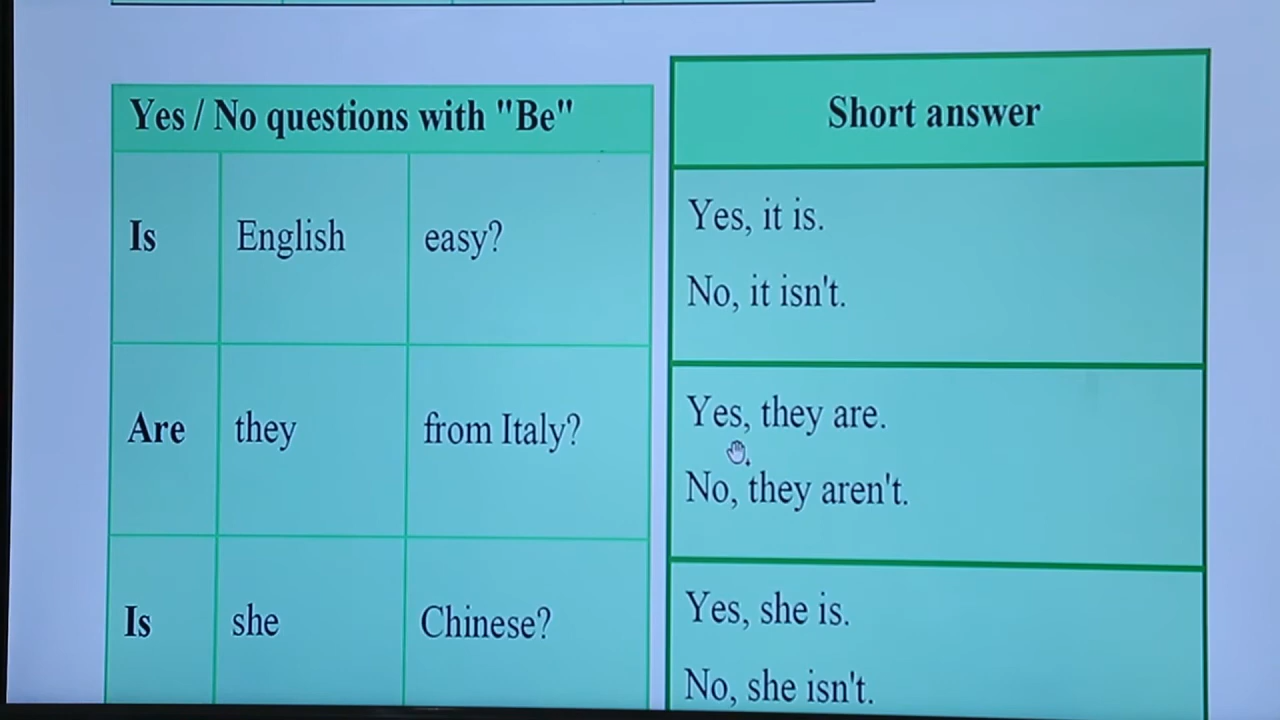 Yes / No questions with "Be"
Is English easy?
Are they from Italy?
Is she Chinese?
Short answer
Yes, it is.
No, it isn't.
Yes, they are.
No, they aren't.
Yes, she is.
No, she isn't.